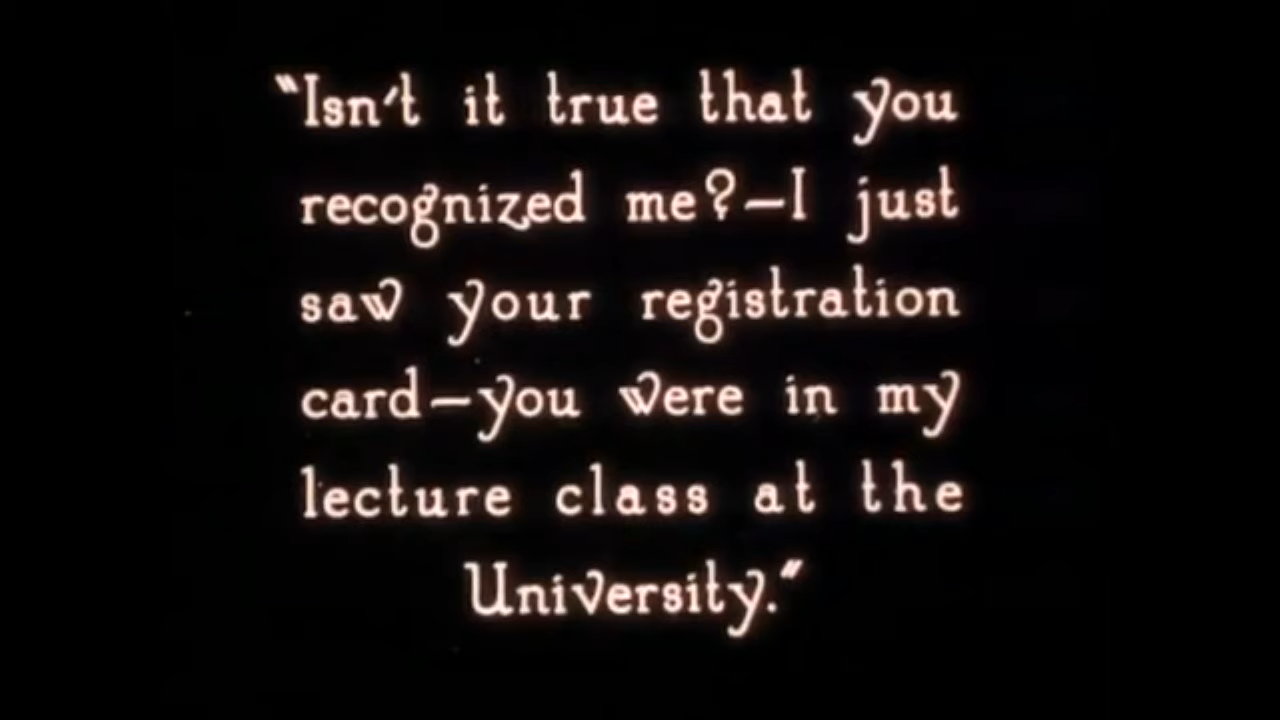 "Isn't it true that you
recognized me?—I just
saw your registration
card—you were in my
lecture class at the
University."